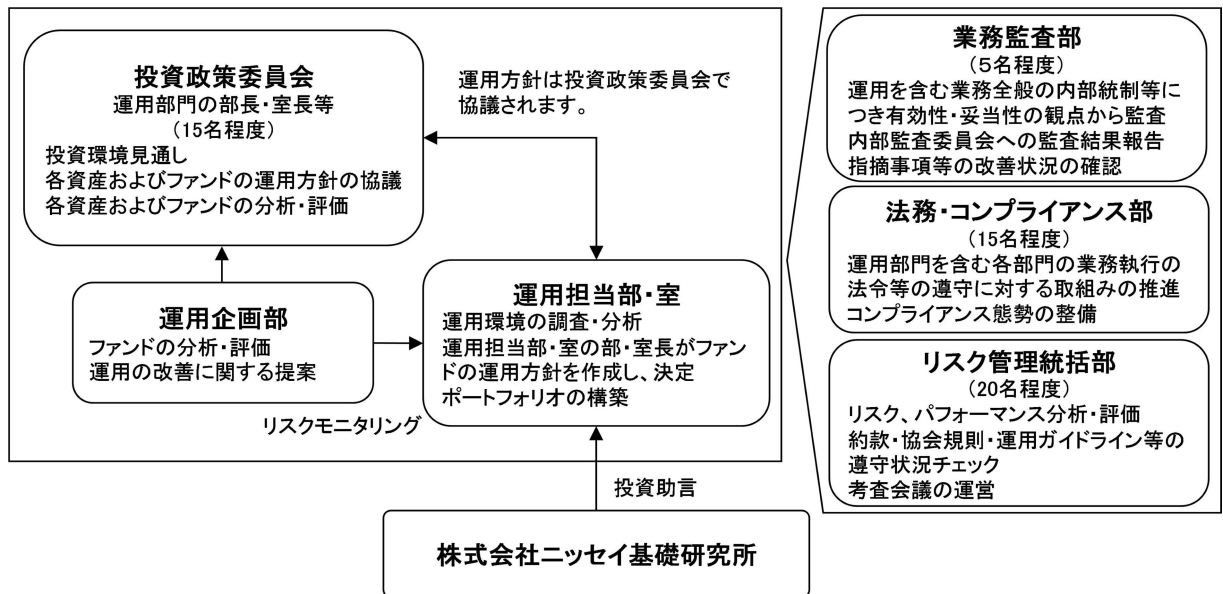 投資政策委員会
運用部門の部長・室長等
(15名程度)
投資環境見通し
各資産およびファンドの運用方針の協議
各資産およびファンドの分析・評価
運用方針は投資政策委員会で
協議されます。
運用企画部
ファンドの分析・評価
運用の改善に関する提案
リスクモニタリング
運用担当部・室
運用環境の調査・分析
運用担当部・室の部・室長がファン
ドの運用方針を作成し、決定
ポートフォリオの構築
投資助言
株式会社ニッセイ基礎研究所
業務監査部
(5名程度)
運用を含む業務全般の内部統制等に
つき有効性・妥当性の観点から監査
内部監査委員会への監査結果報告
指摘事項等の改善状況の確認
法務・コンプライアンス部
(15名程度)
運用部門を含む各部門の業務執行の
法令等の遵守に対する取組みの推進
コンプライアンス態勢の整備
リスク管理統括部
(20名程度)
リスク、パフォーマンス分析・評価
約款・協会規則・運用ガイドライン等の
遵守状況チェック
考査会議の運営